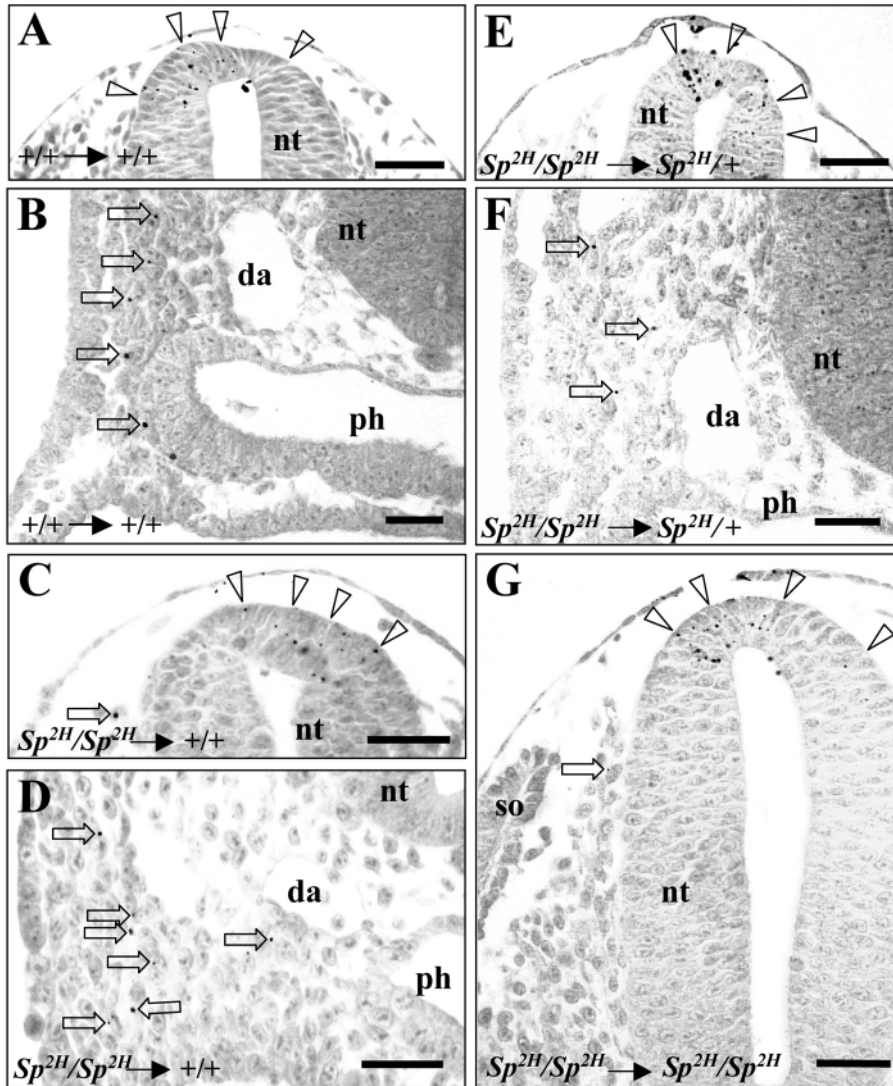 A
nt
+/+ → +/+
B
nt
da
ph
+/+ → +/+
C
nt
Sp²ᴴ/Sp²ᴴ → +/+
D
nt
da
ph
Sp²ᴴ/Sp²ᴴ → +/+
E
nt
Sp²ᴴ/Sp²ᴴ → Sp²ᴴ/+
F
nt
da
ph
Sp²ᴴ/Sp²ᴴ → Sp²ᴴ/+
G
so
nt
Sp²ᴴ/Sp²ᴴ → Sp²ᴴ/Sp²ᴴ